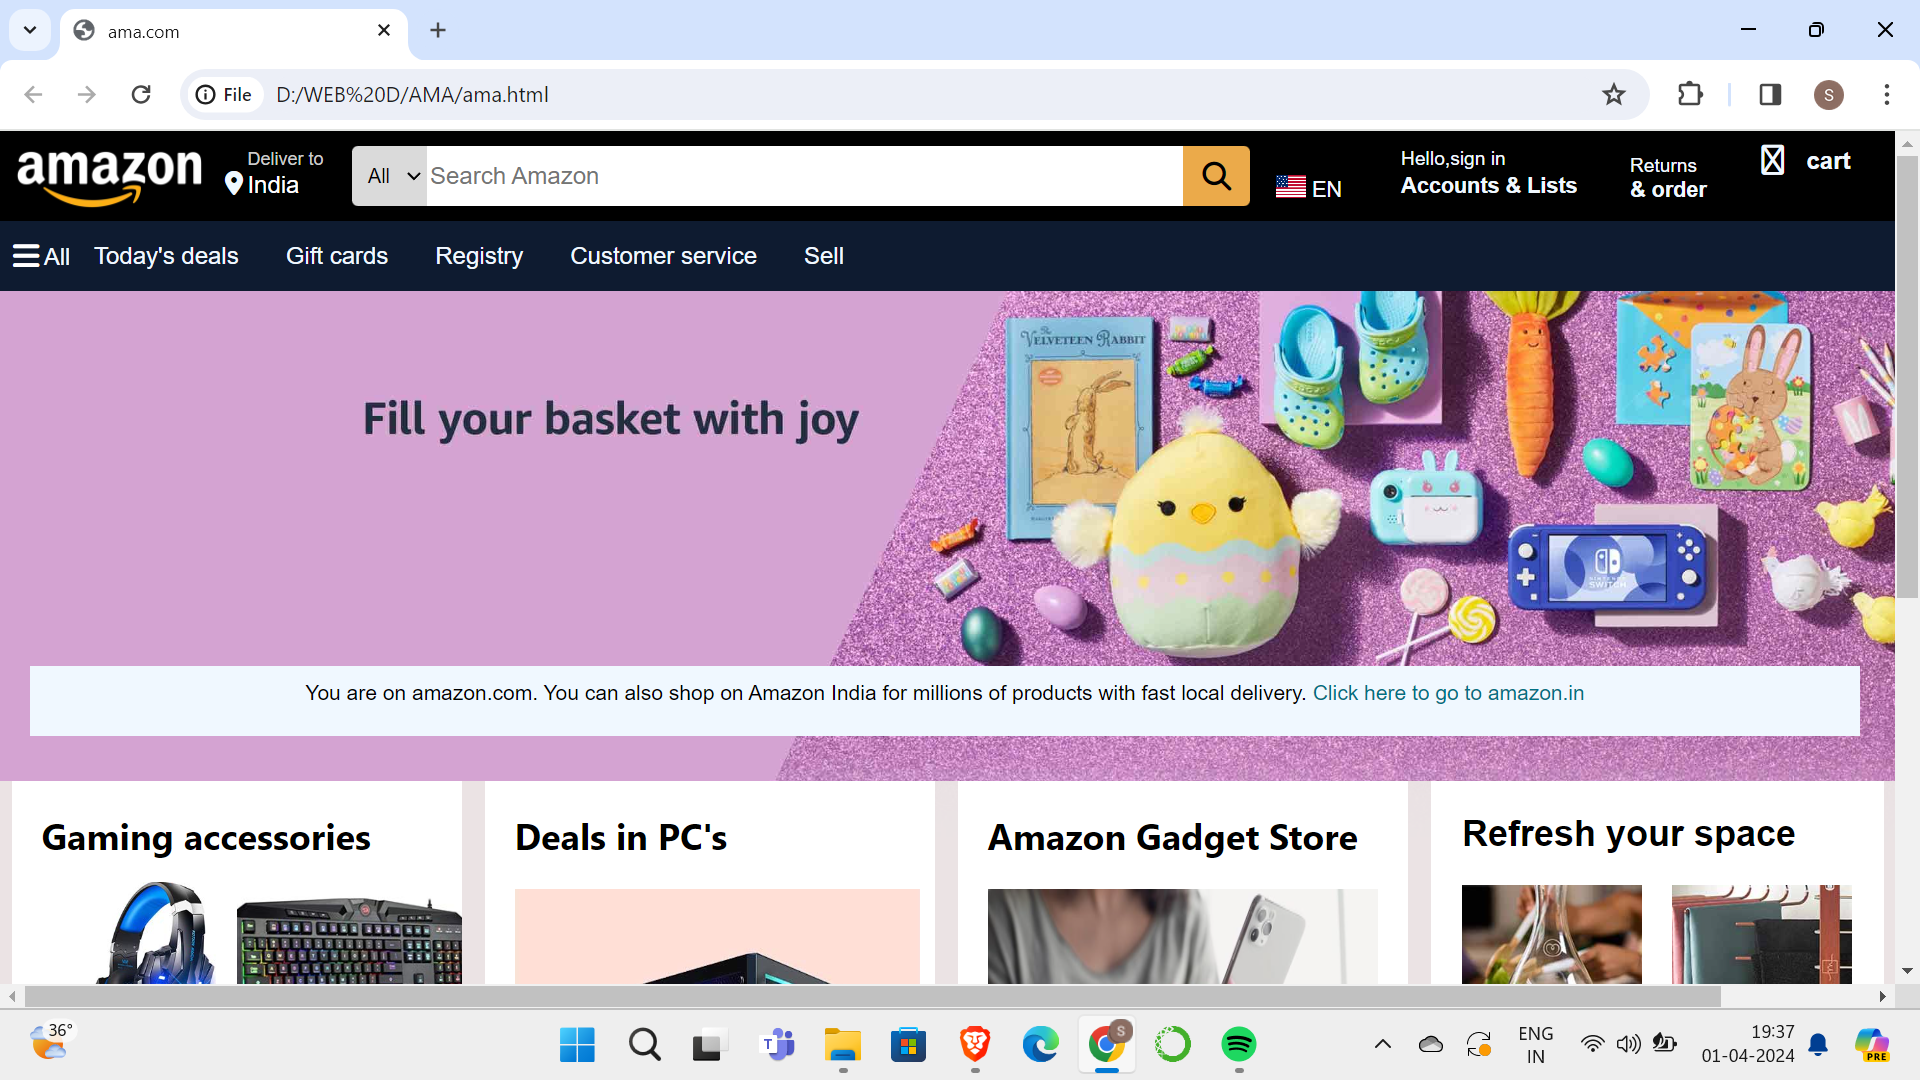 ama.com
File D:/WEB%20D/AMA/ama.html
S
amazon
Deliver to
India
All
Search Amazon
EN
Hello,sign in
Accounts & Lists
Returns
& order
cart
All
Today's deals
Gift cards
Registry
Customer service
Sell
Fill your basket with joy
The
VELVETEEN RABBIT
NINTENDO
SWITCH
You are on amazon.com. You can also shop on Amazon India for millions of products with fast local delivery. Click here to go to amazon.in
Gaming accessories
Deals in PC's
Amazon Gadget Store
Refresh your space
36°
T
S
ENG
IN
19:37
01-04-2024
PRE